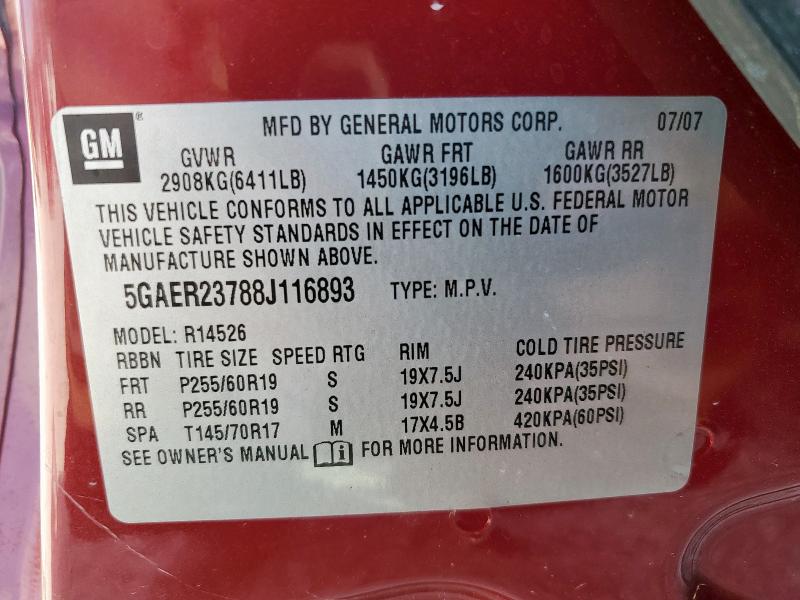 GM ®
MFD BY GENERAL MOTORS CORP. 07/07
GVWR GAWR FRT GAWR RR
2908KG(6411LB) 1450KG(3196LB) 1600KG(3527LB)
THIS VEHICLE CONFORMS TO ALL APPLICABLE U.S. FEDERAL MOTOR
VEHICLE SAFETY STANDARDS IN EFFECT ON THE DATE OF
MANUFACTURE SHOWN ABOVE.
5GAER23788J116893 TYPE: M.P.V.
MODEL: R14526
RBBN TIRE SIZE SPEED RTG RIM COLD TIRE PRESSURE
FRT P255/60R19 S 19X7.5J 240KPA(35PSI)
RR P255/60R19 S 19X7.5J 240KPA(35PSI)
SPA T145/70R17 M 17X4.5B 420KPA(60PSI)
SEE OWNER'S MANUAL i FOR MORE INFORMATION.